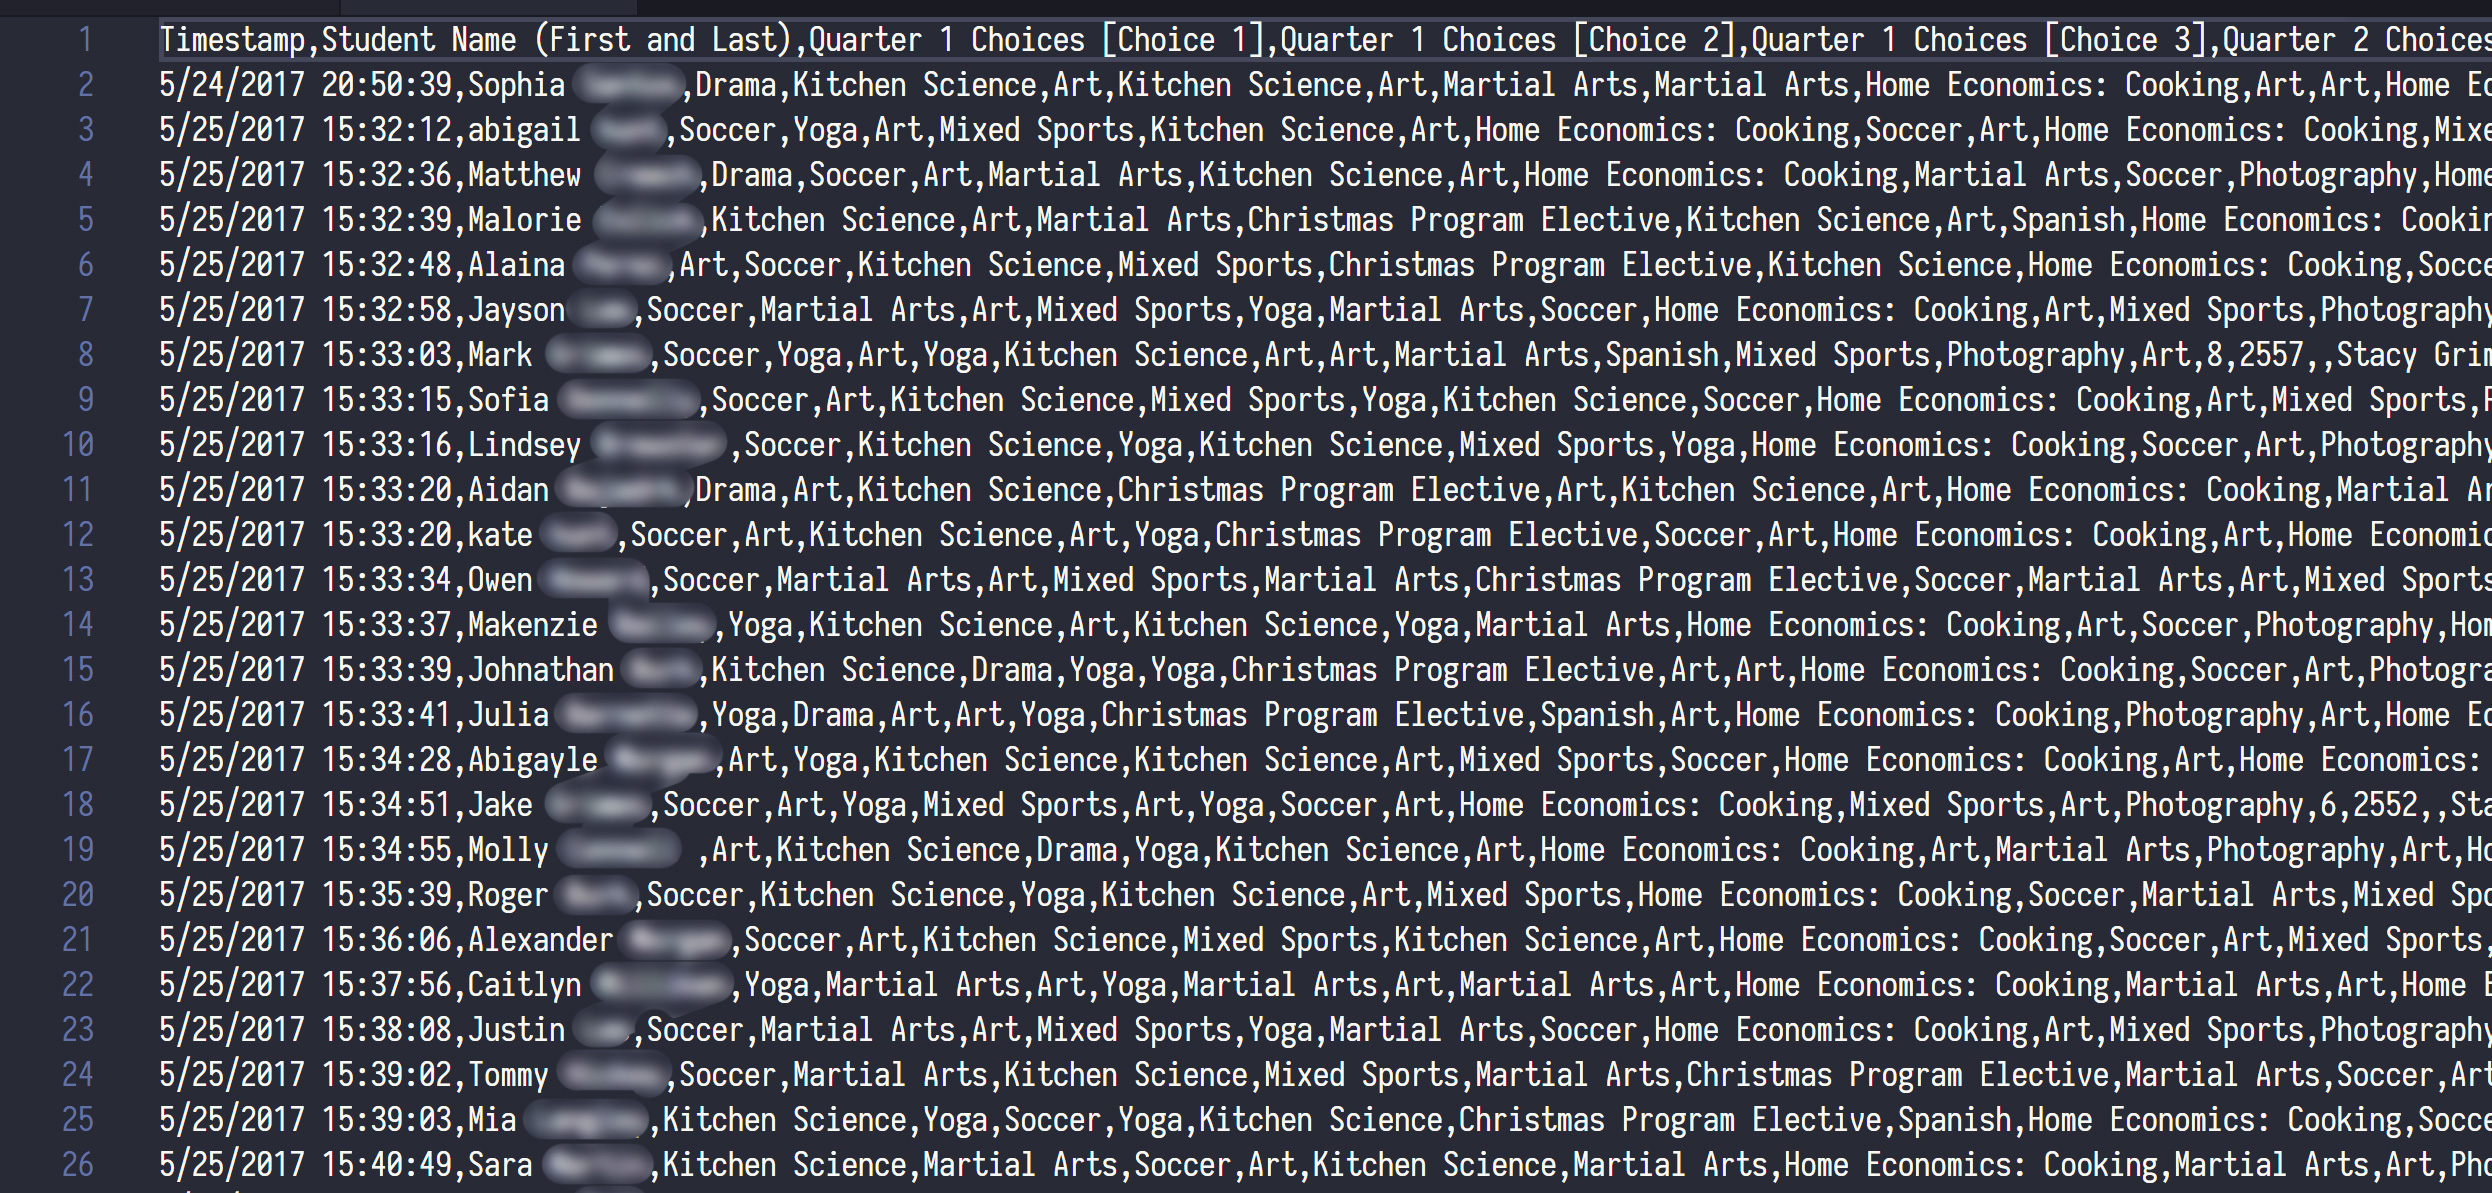 1 Timestamp,Student Name (First and Last),Quarter 1 Choices [Choice 1],Quarter 1 Choices [Choice 2],Quarter 1 Choices [Choice 3],Quarter 2 Choices
2 5/24/2017 20:50:39,Sophia ,Drama,Kitchen Science,Art,Kitchen Science,Art,Martial Arts,Martial Arts,Home Economics: Cooking,Art,Art,Home Ec
3 5/25/2017 15:32:12,abigail ,Soccer,Yoga,Art,Mixed Sports,Kitchen Science,Art,Home Economics: Cooking,Soccer,Art,Home Economics: Cooking,Mixe
4 5/25/2017 15:32:36,Matthew ,Drama,Soccer,Art,Martial Arts,Kitchen Science,Art,Home Economics: Cooking,Martial Arts,Soccer,Photography,Home
5 5/25/2017 15:32:39,Malorie ,Kitchen Science,Art,Martial Arts,Christmas Program Elective,Kitchen Science,Art,Spanish,Home Economics: Cookin
6 5/25/2017 15:32:48,Alaina ,Art,Soccer,Kitchen Science,Mixed Sports,Christmas Program Elective,Kitchen Science,Home Economics: Cooking,Socce
7 5/25/2017 15:32:58,Jayson ,Soccer,Martial Arts,Art,Mixed Sports,Yoga,Martial Arts,Soccer,Home Economics: Cooking,Art,Mixed Sports,Photography
8 5/25/2017 15:33:03,Mark ,Soccer,Yoga,Art,Yoga,Kitchen Science,Art,Art,Martial Arts,Spanish,Mixed Sports,Photography,Art,8,2557,,Stacy Grim
9 5/25/2017 15:33:15,Sofia ,Soccer,Art,Kitchen Science,Mixed Sports,Yoga,Kitchen Science,Soccer,Home Economics: Cooking,Art,Mixed Sports,P
10 5/25/2017 15:33:16,Lindsey ,Soccer,Kitchen Science,Yoga,Kitchen Science,Mixed Sports,Yoga,Home Economics: Cooking,Soccer,Art,Photography
11 5/25/2017 15:33:20,Aidan ,Drama,Art,Kitchen Science,Christmas Program Elective,Art,Kitchen Science,Art,Home Economics: Cooking,Martial Ar
12 5/25/2017 15:33:20,kate ,Soccer,Art,Kitchen Science,Art,Yoga,Christmas Program Elective,Soccer,Art,Home Economics: Cooking,Art,Home Economic
13 5/25/2017 15:33:34,Owen ,Soccer,Martial Arts,Art,Mixed Sports,Martial Arts,Christmas Program Elective,Soccer,Martial Arts,Art,Mixed Sports
14 5/25/2017 15:33:37,Makenzie ,Yoga,Kitchen Science,Art,Kitchen Science,Yoga,Martial Arts,Home Economics: Cooking,Art,Soccer,Photography,Hom
15 5/25/2017 15:33:39,Johnathan ,Kitchen Science,Drama,Yoga,Yoga,Christmas Program Elective,Art,Art,Home Economics: Cooking,Soccer,Art,Photogra
16 5/25/2017 15:33:41,Julia ,Yoga,Drama,Art,Art,Yoga,Christmas Program Elective,Spanish,Art,Home Economics: Cooking,Photography,Art,Home Ec
17 5/25/2017 15:34:28,Abigayle ,Art,Yoga,Kitchen Science,Kitchen Science,Art,Mixed Sports,Soccer,Home Economics: Cooking,Art,Home Economics:
18 5/25/2017 15:34:51,Jake ,Soccer,Art,Yoga,Mixed Sports,Art,Yoga,Soccer,Art,Home Economics: Cooking,Mixed Sports,Art,Photography,6,2552,,Sta
19 5/25/2017 15:34:55,Molly ,Art,Kitchen Science,Drama,Yoga,Kitchen Science,Art,Home Economics: Cooking,Art,Martial Arts,Photography,Art,Ho
20 5/25/2017 15:35:39,Roger ,Soccer,Kitchen Science,Yoga,Kitchen Science,Art,Mixed Sports,Home Economics: Cooking,Soccer,Martial Arts,Mixed Spo
21 5/25/2017 15:36:06,Alexander ,Soccer,Art,Kitchen Science,Mixed Sports,Kitchen Science,Art,Home Economics: Cooking,Soccer,Art,Mixed Sports,
22 5/25/2017 15:37:56,Caitlyn ,Yoga,Martial Arts,Art,Yoga,Martial Arts,Art,Martial Arts,Art,Home Economics: Cooking,Martial Arts,Art,Home E
23 5/25/2017 15:38:08,Justin ,Soccer,Martial Arts,Art,Mixed Sports,Yoga,Martial Arts,Soccer,Home Economics: Cooking,Art,Mixed Sports,Photography
24 5/25/2017 15:39:02,Tommy ,Soccer,Martial Arts,Kitchen Science,Mixed Sports,Martial Arts,Christmas Program Elective,Martial Arts,Soccer,Art
25 5/25/2017 15:39:03,Mia ,Kitchen Science,Yoga,Soccer,Yoga,Kitchen Science,Christmas Program Elective,Spanish,Home Economics: Cooking,Socce
26 5/25/2017 15:40:49,Sara ,Kitchen Science,Martial Arts,Soccer,Art,Kitchen Science,Martial Arts,Home Economics: Cooking,Martial Arts,Art,Pho